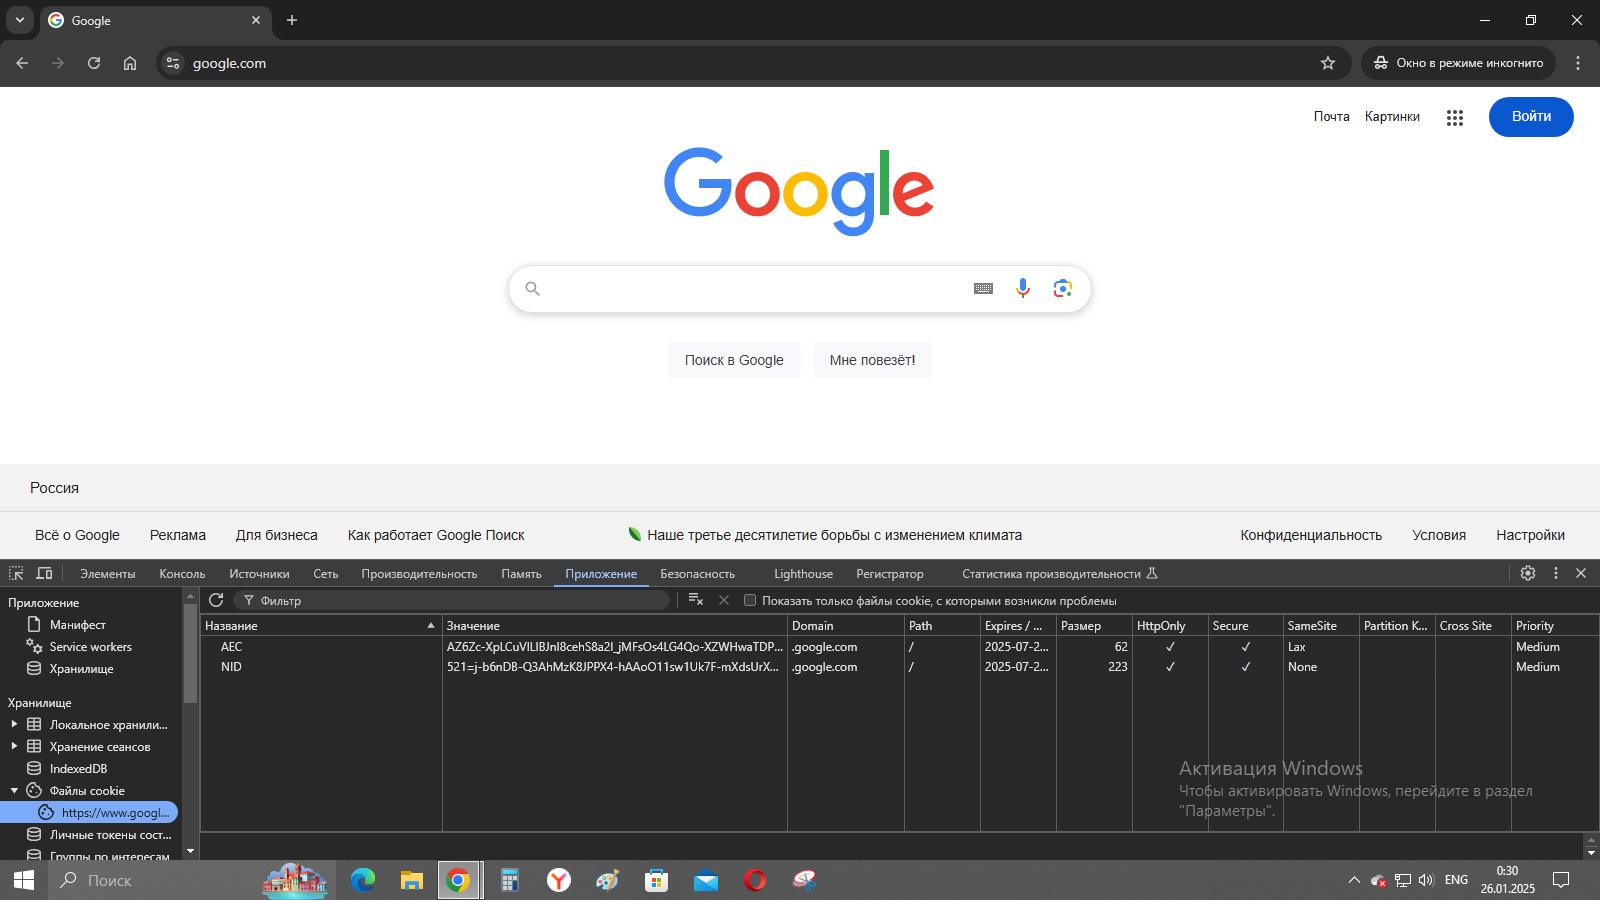 Google
google.com
Окно в режиме инкогнито
Почта Картинки Войти
Google
Поиск в Google Мне повезёт!
Россия
Всё о Google Реклама Для бизнеса Как работает Google Поиск Наше третье десятилетие борьбы с изменением климата Конфиденциальность Условия Настройки
Элементы Консоль Источники Сеть Производительность Память Приложение Безопасность Lighthouse Регистратор Статистика производительности
Приложение
Манифест
Service workers
Хранилище
Хранилище
Локальное хранили...
Хранение сеансов
IndexedDB
Файлы cookie
https://www.googl...
Личные токены сост...
Группы по интересам
Фильтр Показать только файлы cookie, с которыми возникли проблемы
Название Значение Domain Path Expires / ... Размер HttpOnly Secure SameSite Partition K... Cross Site Priority
AEC AZ6Zc-XpLCuVlLIBJnI8cehS8a2l_jMFsOs4LG4Qo-XZWHwaTDP... .google.com / 2025-07-2... 62 ✓ ✓ Lax Medium
NID 521=j-b6nDB-Q3AhMzK8JPPX4-hAAoO11sw1Uk7F-mXdsUrX... .google.com / 2025-07-2... 223 ✓ ✓ None Medium
Активация Windows
Чтобы активировать Windows, перейдите в раздел
"Параметры".
Поиск
ENG
0:30
26.01.2025